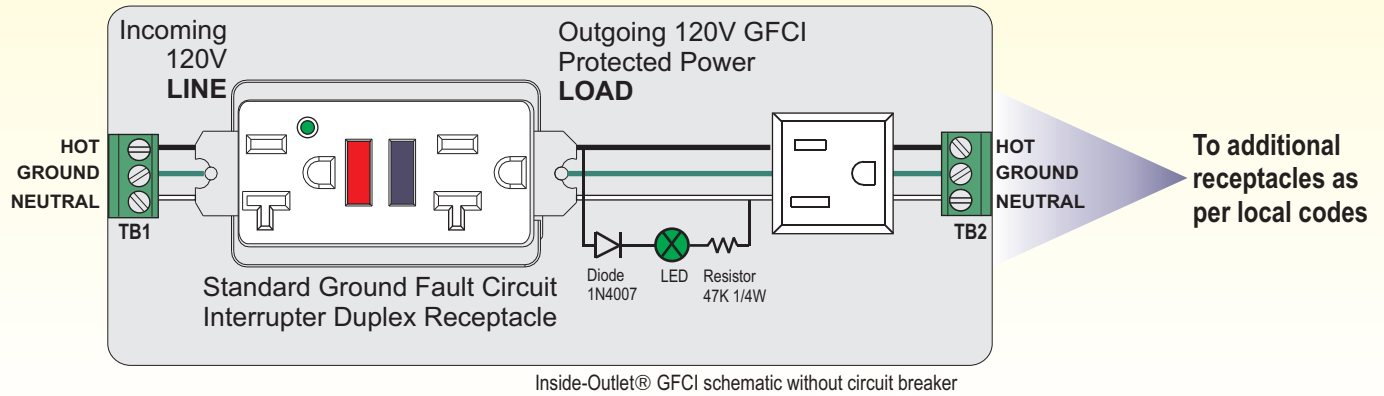 Incoming
120V
LINE
Outgoing 120V GFCI
Protected Power
LOAD
HOT
GROUND
NEUTRAL
TB1
HOT
GROUND
NEUTRAL
TB2
To additional
receptacles as
per local codes
Diode
1N4007
LED
Resistor
47K 1/4W
Standard Ground Fault Circuit
Interrupter Duplex Receptacle
Inside-Outlet® GFCI schematic without circuit breaker